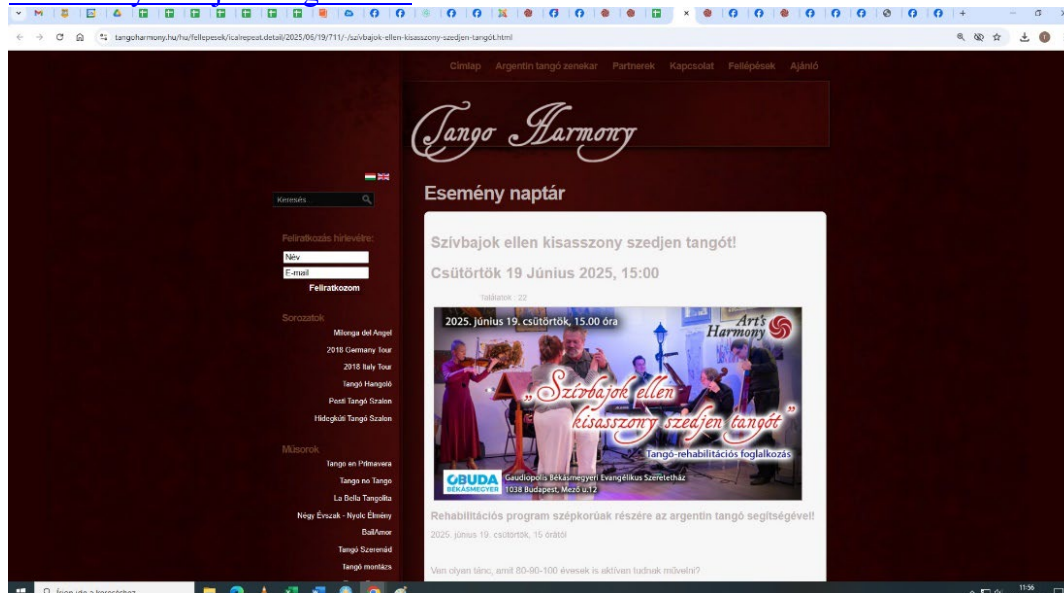 tangoharmony.hu/hu/fellepesek/icalrepeat.detail/2025/06/19/711/-/szívbajok-ellen-kisasszony-szedjen-tangót.html
Címlap Argentin tangó zenekar Partnerek Kapcsolat Fellépések Ajánló
Tango Harmony
Keresés
Feliratkozás hírlevélre:
Név
E-mail
Feliratkozom
Sorozatok
Milonga del Angel
2018 Germany Tour
2018 Italy Tour
Tangó Hangoló
Pesti Tangó Szalon
Hidegkúti Tangó Szalon
Műsorok
Tango en Primavera
Tango no Tango
La Bella Tangolita
Négy Évszak - Nyolc Élmény
BailAmor
Tangó Szerenád
Tangó montázs
Esemény naptár
Szívbajok ellen kisasszony szedjen tangót!
Csütörtök 19 Június 2025, 15:00
Találatok : 22
2025. június 19. csütörtök, 15.00 óra
Art's
Harmony
„Szívbajok ellen
kisasszony szedjen tangót”
Tangó-rehabilitációs foglalkozás
ÓBUDA
BÉKÁSMEGYER
Gaudiopolis Békásmegyeri Evangélikus Szeretetház
1038 Budapest, Mező u.12
Rehabilitációs program szépkorúak részére az argentin tangó segítségével!
2025. június 19. csütörtök, 15 órától
Van olyan tánc, amit 80-90-100 évesek is aktívan tudnak művelni?
11:56